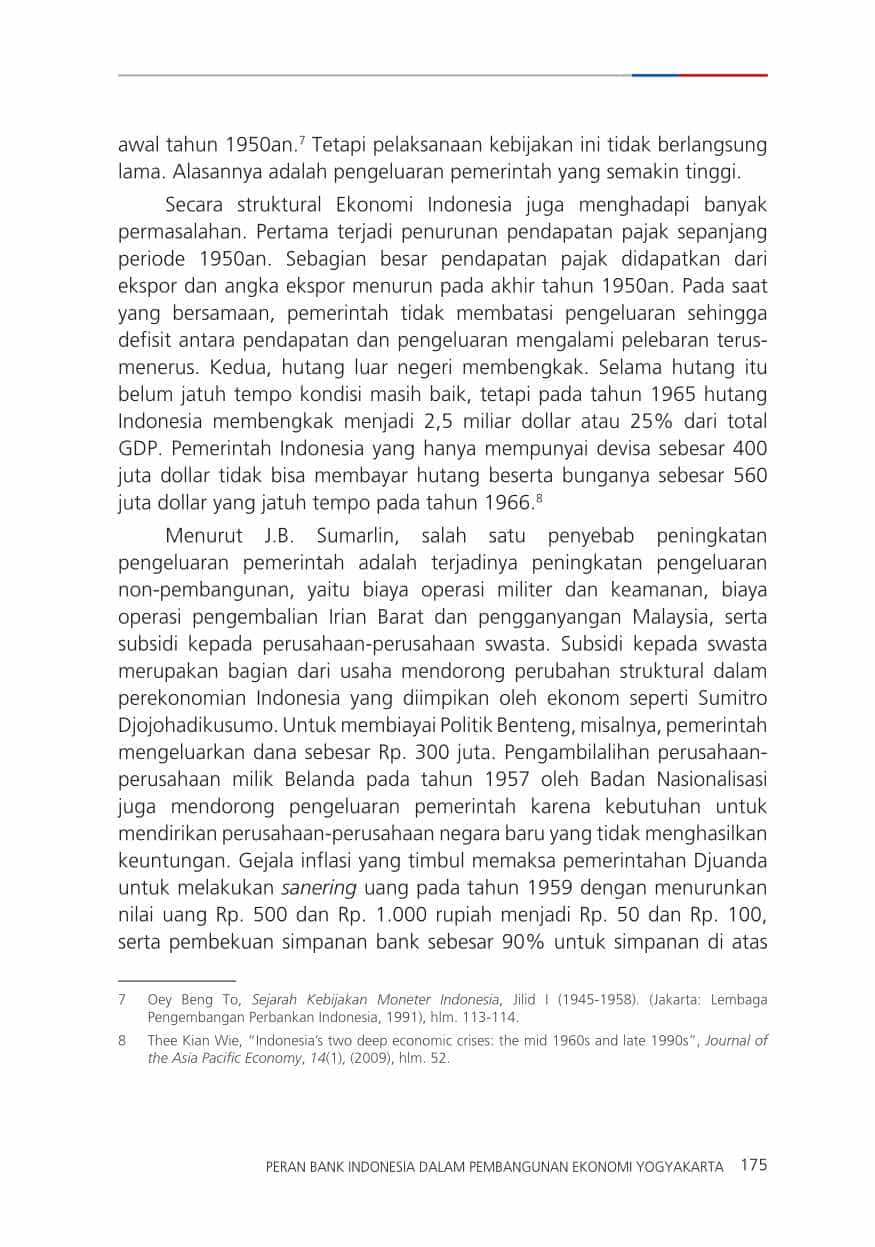 awal tahun 1950an.7 Tetapi pelaksanaan kebijakan ini tidak berlangsung
lama. Alasannya adalah pengeluaran pemerintah yang semakin tinggi.
Secara struktural Ekonomi Indonesia juga menghadapi banyak
permasalahan. Pertama terjadi penurunan pendapatan pajak sepanjang
periode 1950an. Sebagian besar pendapatan pajak didapatkan dari
ekspor dan angka ekspor menurun pada akhir tahun 1950an. Pada saat
yang bersamaan, pemerintah tidak membatasi pengeluaran sehingga
defisit antara pendapatan dan pengeluaran mengalami pelebaran terus-
menerus. Kedua, hutang luar negeri membengkak. Selama hutang itu
belum jatuh tempo kondisi masih baik, tetapi pada tahun 1965 hutang
Indonesia membengkak menjadi 2,5 miliar dollar atau 25% dari total
GDP. Pemerintah Indonesia yang hanya mempunyai devisa sebesar 400
juta dollar tidak bisa membayar hutang beserta bunganya sebesar 560
juta dollar yang jatuh tempo pada tahun 1966.8
Menurut J.B. Sumarlin, salah satu penyebab peningkatan
pengeluaran pemerintah adalah terjadinya peningkatan pengeluaran
non-pembangunan, yaitu biaya operasi militer dan keamanan, biaya
operasi pengembalian Irian Barat dan pengganyangan Malaysia, serta
subsidi kepada perusahaan-perusahaan swasta. Subsidi kepada swasta
merupakan bagian dari usaha mendorong perubahan struktural dalam
perekonomian Indonesia yang diimpikan oleh ekonom seperti Sumitro
Djojohadikusumo. Untuk membiayai Politik Benteng, misalnya, pemerintah
mengeluarkan dana sebesar Rp. 300 juta. Pengambilalihan perusahaan-
perusahaan milik Belanda pada tahun 1957 oleh Badan Nasionalisasi
juga mendorong pengeluaran pemerintah karena kebutuhan untuk
mendirikan perusahaan-perusahaan negara baru yang tidak menghasilkan
keuntungan. Gejala inflasi yang timbul memaksa pemerintahan Djuanda
untuk melakukan sanering uang pada tahun 1959 dengan menurunkan
nilai uang Rp. 500 dan Rp. 1.000 rupiah menjadi Rp. 50 dan Rp. 100,
serta pembekuan simpanan bank sebesar 90% untuk simpanan di atas
7 Oey Beng To, Sejarah Kebijakan Moneter Indonesia, Jilid I (1945-1958). (Jakarta: Lembaga
Pengembangan Perbankan Indonesia, 1991), hlm. 113-114.
8 Thee Kian Wie, “Indonesia’s two deep economic crises: the mid 1960s and late 1990s”, Journal of
the Asia Pacific Economy, 14(1), (2009), hlm. 52.
PERAN BANK INDONESIA DALAM PEMBANGUNAN EKONOMI YOGYAKARTA 175